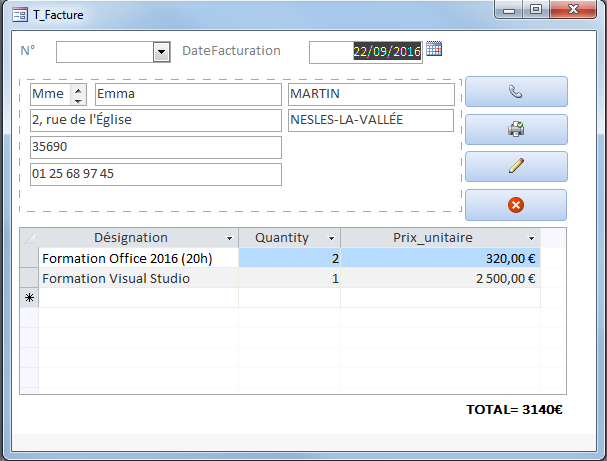 T_Facture
N° DateFacturation 22/09/2016
Mme Emma MARTIN
2, rue de l'Église NESLES-LA-VALLÉE
35690
01 25 68 97 45
Désignation Quantity Prix_unitaire
Formation Office 2016 (20h) 2 320,00 €
Formation Visual Studio 1 2 500,00 €
TOTAL= 3140€